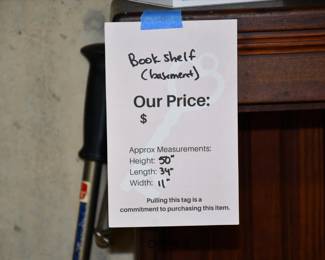 Book shelf
(basement)
Our Price:
$
Approx Measurements:
Height: 50"
Length: 34"
Width: 11"
Pulling this tag is a
commitment to purchasing this item.